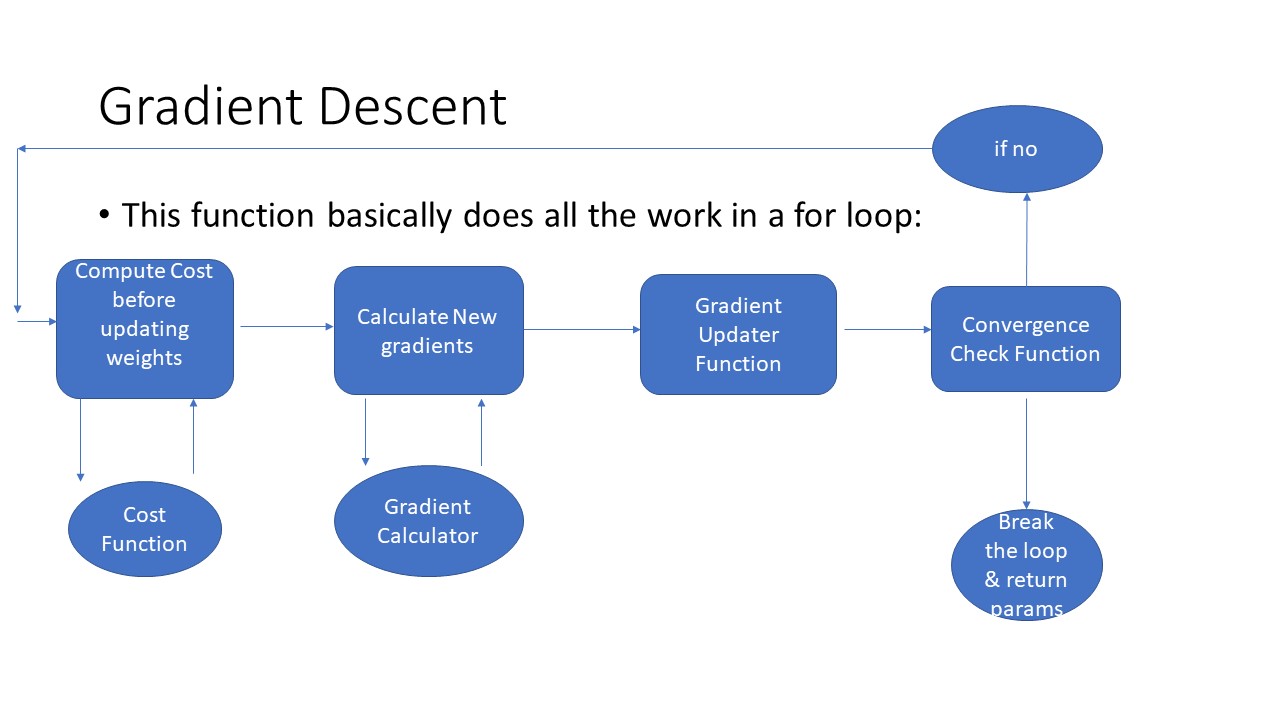 Gradient Descent
if no
• This function basically does all the work in a for loop:
Compute Cost
before
updating
weights
Calculate New
gradients
Gradient
Updater
Function
Convergence
Check Function
Cost
Function
Gradient
Calculator
Break
the loop
& return
params